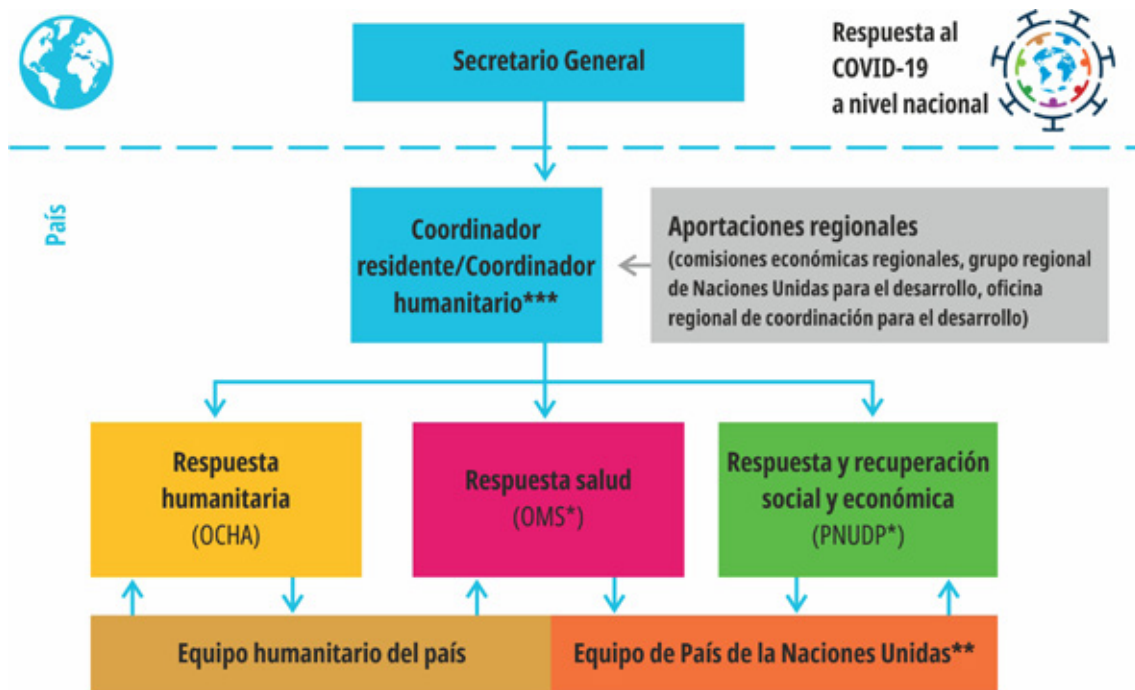 Secretario General
Respuesta al
COVID-19
a nivel nacional
País
Coordinador
residente/Coordinador
humanitario***
Aportaciones regionales
(comisiones económicas regionales, grupo regional
de Naciones Unidas para el desarrollo, oficina
regional de coordinación para el desarrollo)
Respuesta
humanitaria
(OCHA)
Respuesta salud
(OMS*)
Respuesta y recuperación
social y económica
(PNUDP*)
Equipo humanitario del país
Equipo de País de la Naciones Unidas**